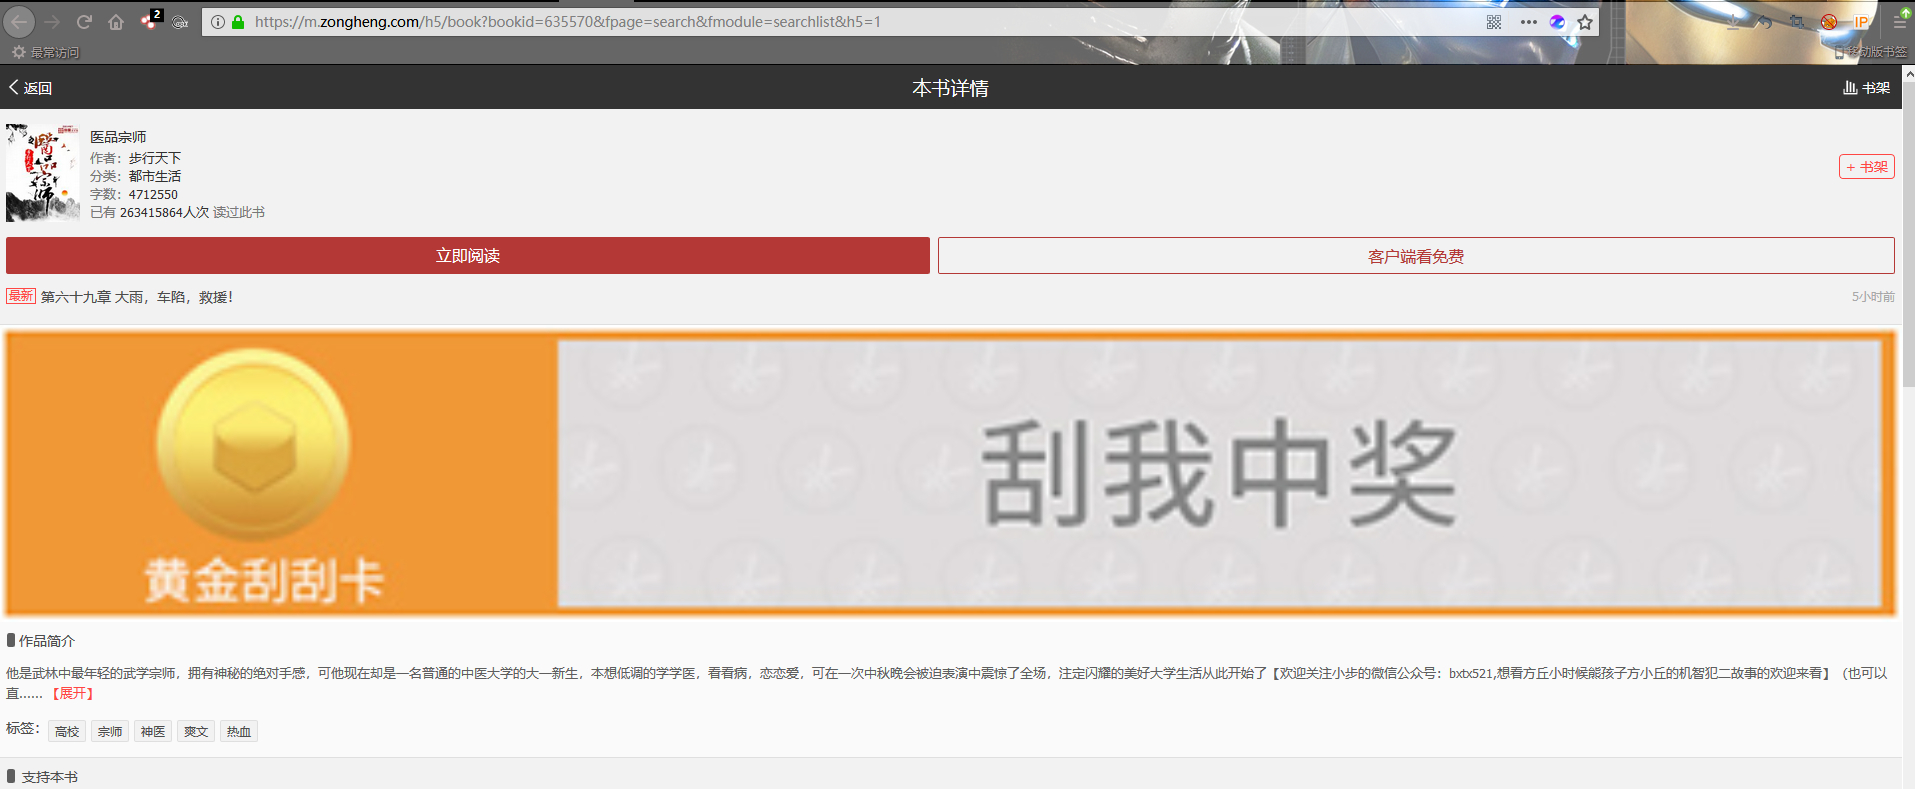 2
https://m.zongheng.com/h5/book?bookid=635570&fpage=search&fmodule=searchlist&h5=1
IP
最常访问
移动版书签
返回
本书详情
书架
医品宗师
医品宗师
作者：步行天下
分类：都市生活
字数：4712550
已有 263415864人次 读过此书
+ 书架
立即阅读
客户端看免费
最新 第六十九章 大雨，车陷，救援！
5小时前
黄金刮刮卡
刮我中奖
作品简介
他是武林中最年轻的武学宗师，拥有神秘的绝对手感，可他现在却是一名普通的中医大学的大一新生，本想低调的学学医，看看病，恋恋爱，可在一次中秋晚会被迫表演中震惊了全场，注定闪耀的美好大学生活从此开始了【欢迎关注小步的微信公众号：bxtx521,想看方丘小时候熊孩子方小丘的机智犯二故事的欢迎来看】（也可以
直...... 【展开】
标签： 高校 宗师 神医 爽文 热血
支持本书